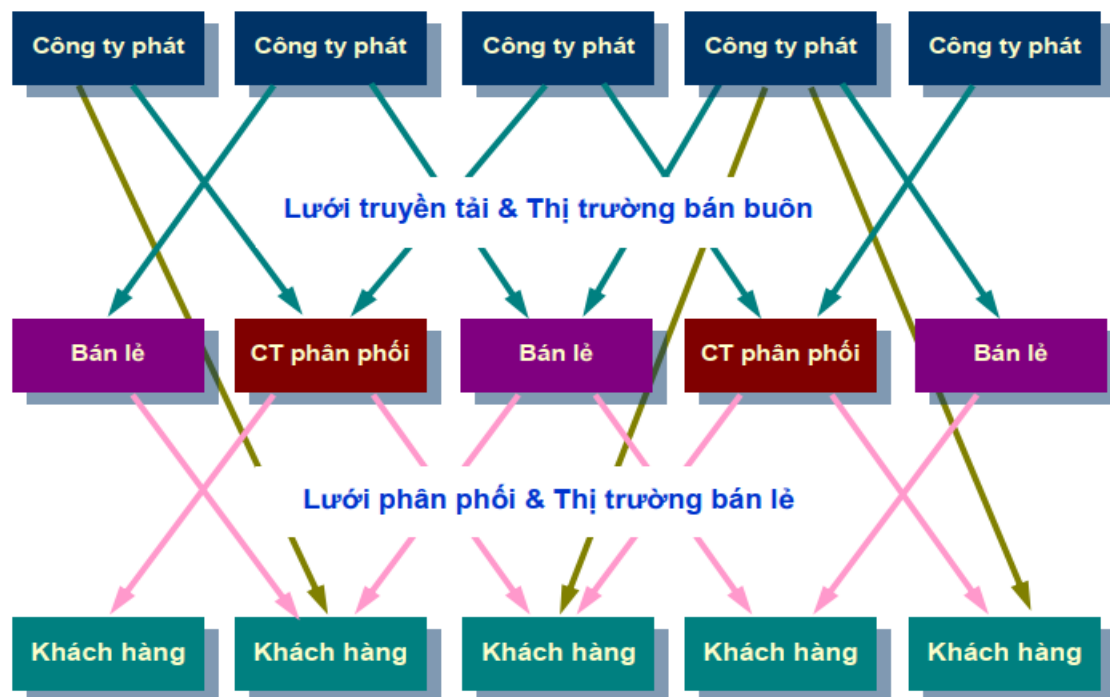 Công ty phát
Công ty phát
Công ty phát
Công ty phát
Công ty phát
Lưới truyền tải & Thị trường bán buôn
Bán lẻ
CT phân phối
Bán lẻ
CT phân phối
Bán lẻ
Lưới phân phối & Thị trường bán lẻ
Khách hàng
Khách hàng
Khách hàng
Khách hàng
Khách hàng